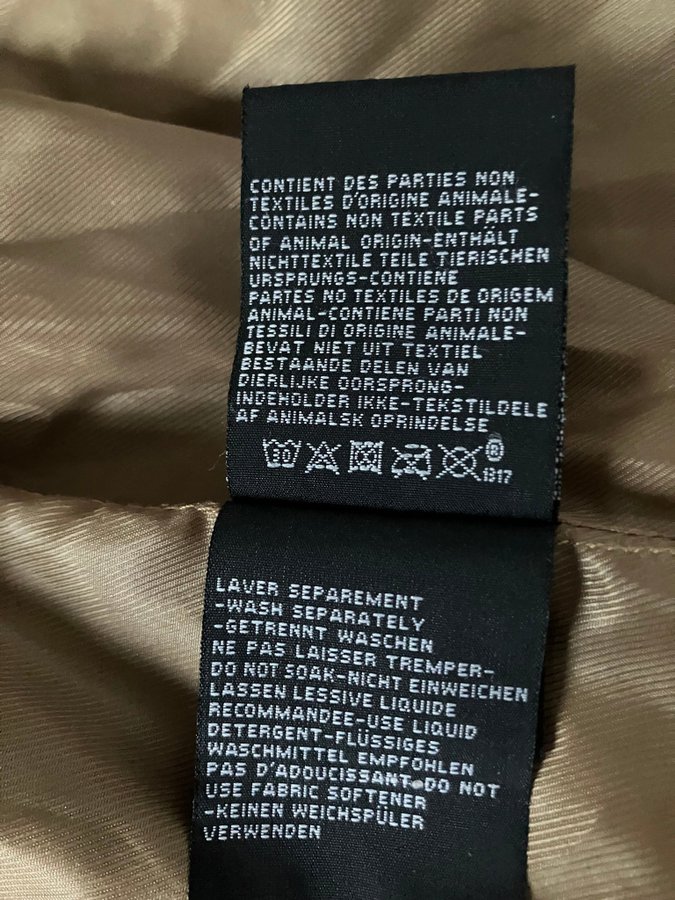 CONTIENT DES PARTIES NON
TEXTILES D'ORIGINE ANIMALE-
CONTAINS NON TEXTILE PARTS
OF ANIMAL ORIGIN-ENTHÄLT
NICHTTEXTILE TEILE TIERISCHEN
URSPRUNGS-CONTIENE
PARTES NO TEXTILES DE ORIGEM
ANIMAL-CONTIENE PARTI NON
TESSILI DI ORIGINE ANIMALE-
BEVAT NIET UIT TEXTIEL
BESTAANDE DELEN VAN
DIERLIJKE OORSPRONG-
INDEHOLDER IKKE-TEKSTILDELE
AF ANIMALSK OPRINDELSE
30 ®
1317
LAVER SEPAREMENT
-WASH SEPARATELY
-GETRENNT WASCHEN
NE PAS LAISSER TREMPER-
DO NOT SOAK-NICHT EINWEICHEN
LASSEN LESSIVE LIQUIDE
RECOMMANDEE-USE LIQUID
DETERGENT-FLÜSSIGES
WASCHMITTEL EMPFOHLEN
PAS D'ADOUCISSANT-DO NOT
USE FABRIC SOFTENER
-KEINEN WEICHSPÜLER
VERWENDEN